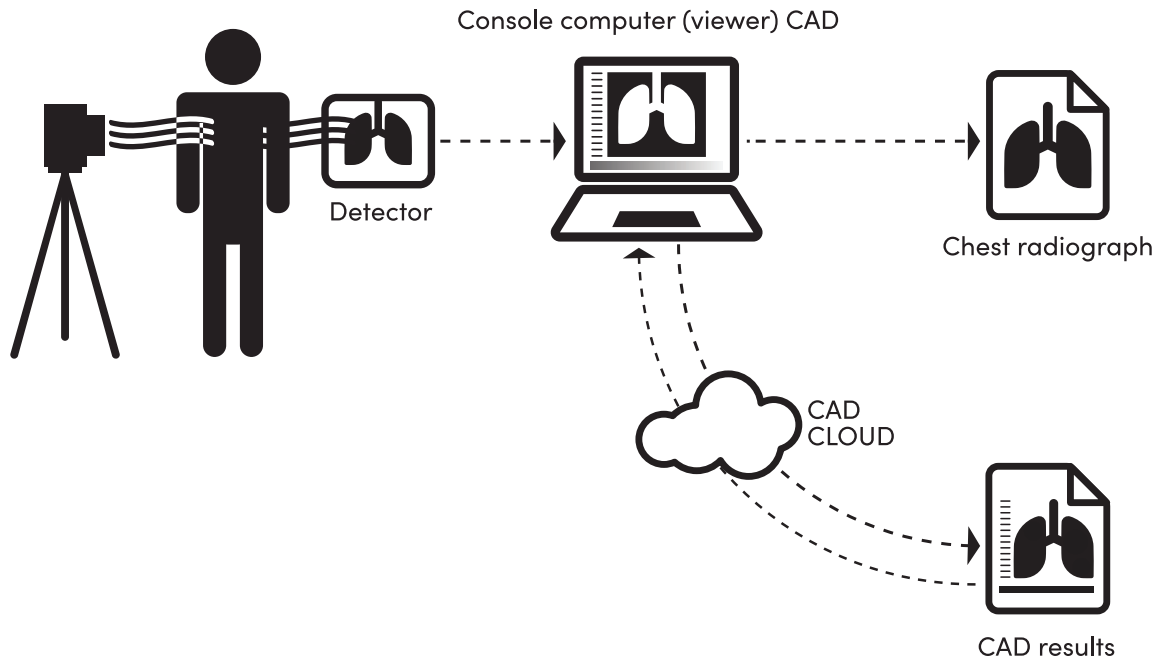 Console computer (viewer) CAD
Detector
Chest radiograph
CAD
CLOUD
CAD results